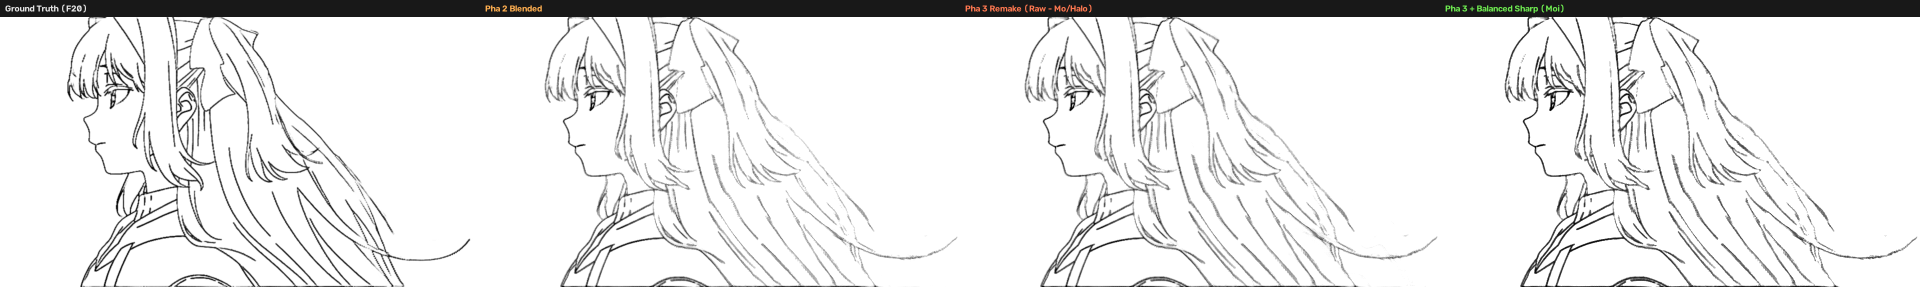 Ground Truth (F20)
Pha 2 Blended
Pha 3 Remake (Raw - Mo/Halo)
Pha 3 + Balanced Sharp (Moi)